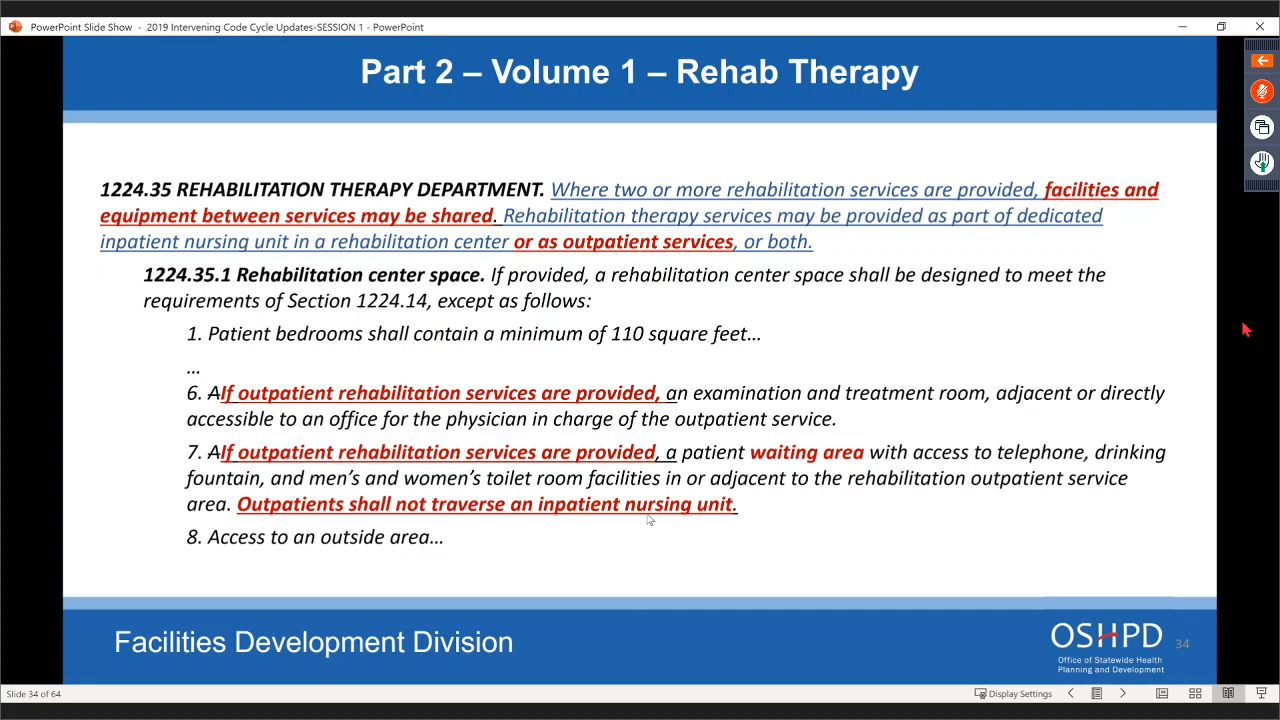 PowerPoint Slide Show - 2019 Intervening Code Cycle Updates-SESSION 1 - PowerPoint
Part 2 – Volume 1 – Rehab Therapy
1224.35 REHABILITATION THERAPY DEPARTMENT. Where two or more rehabilitation services are provided, facilities and
equipment between services may be shared. Rehabilitation therapy services may be provided as part of dedicated
inpatient nursing unit in a rehabilitation center or as outpatient services, or both.
1224.35.1 Rehabilitation center space. If provided, a rehabilitation center space shall be designed to meet the
requirements of Section 1224.14, except as follows:
1. Patient bedrooms shall contain a minimum of 110 square feet…
…
6. AIf outpatient rehabilitation services are provided, an examination and treatment room, adjacent or directly
accessible to an office for the physician in charge of the outpatient service.
7. AIf outpatient rehabilitation services are provided, a patient waiting area with access to telephone, drinking
fountain, and men’s and women’s toilet room facilities in or adjacent to the rehabilitation outpatient service
area. Outpatients shall not traverse an inpatient nursing unit.
8. Access to an outside area…
Facilities Development Division
OSHPD
Office of Statewide Health
Planning and Development
34
Slide 34 of 64
Display Settings